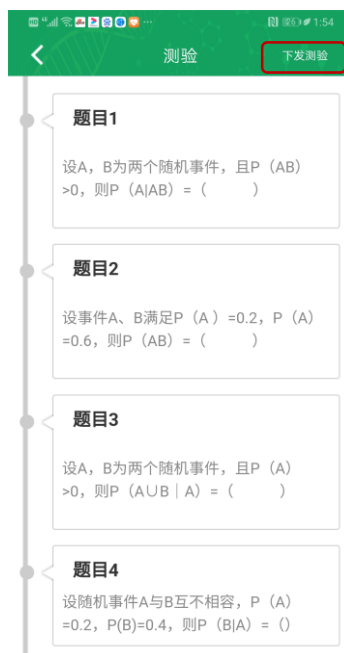 1:54
测验
下发测验
题目1
设A，B为两个随机事件，且P（AB）
>0，则P（A|AB）=（　　）
题目2
设事件A、B满足P（A ）=0.2，P（A）
=0.6，则P（AB）=（　　）
题目3
设A，B为两个随机事件，且P（A）
>0，则P（A∪B｜A）=（　　）
题目4
设随机事件A与B互不相容，P（A）
=0.2，P(B)=0.4，则P（B|A）=（）